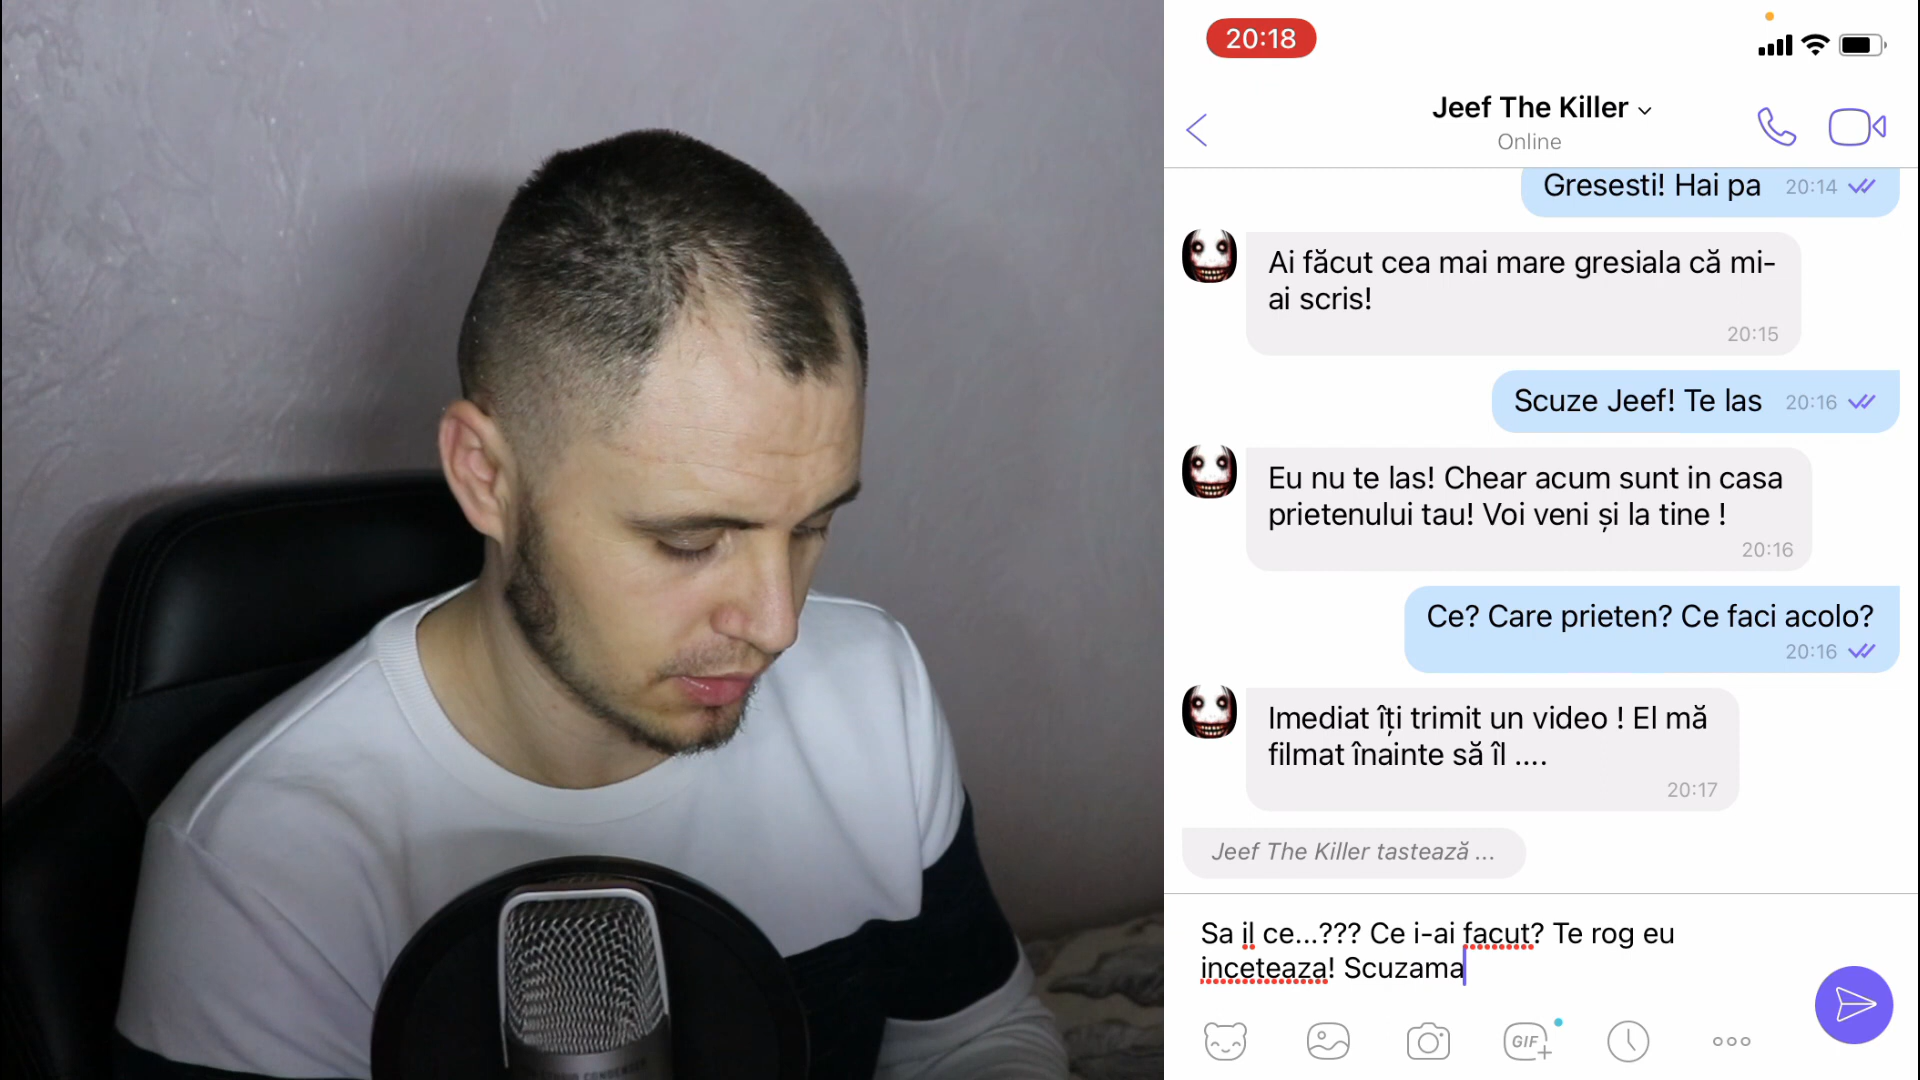 20:18
Jeef The Killer
Online
Gresesti! Hai pa 20:14
Ai făcut cea mai mare gresiala că mi-
ai scris!
20:15
Scuze Jeef! Te las 20:16
Eu nu te las! Chear acum sunt in casa
prietenului tau! Voi veni și la tine !
20:16
Ce? Care prieten? Ce faci acolo?
20:16
Imediat îți trimit un video ! El mă
filmat înainte să îl ....
20:17
Jeef The Killer tastează ...
Sa il ce...??? Ce i-ai facut? Te rog eu
inceteaza! Scuzama
GIF